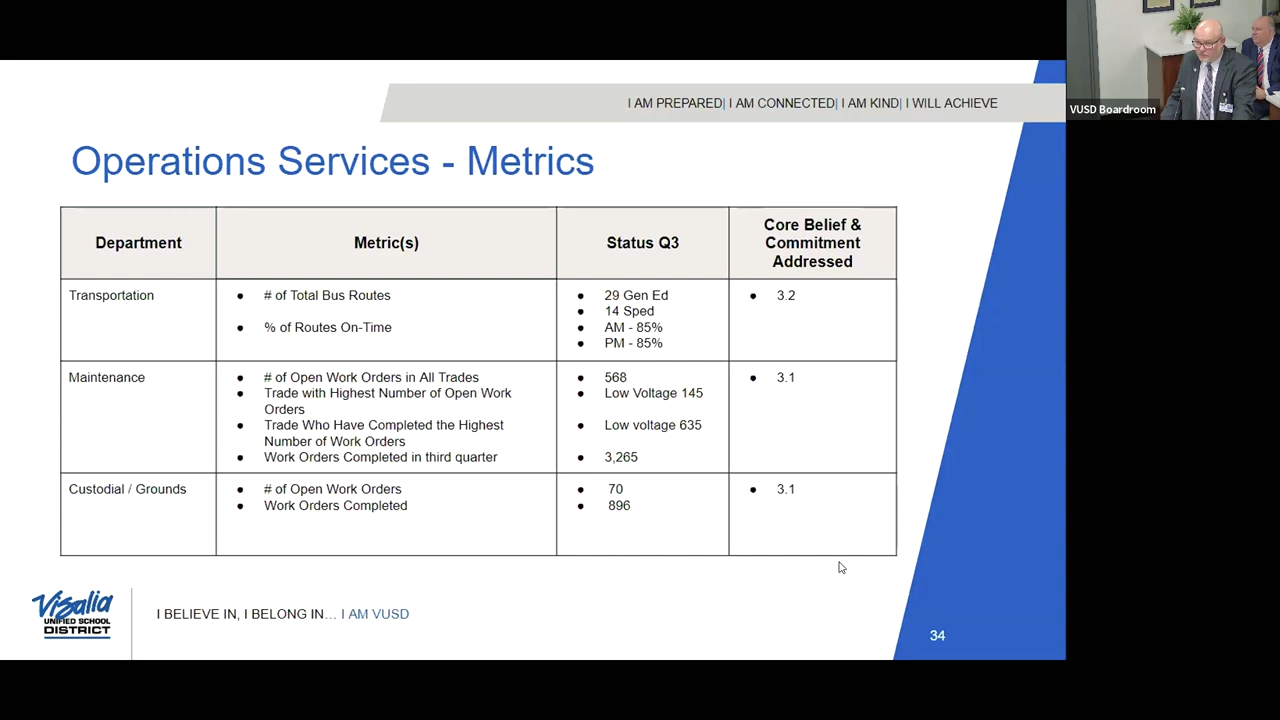 I AM PREPARED| I AM CONNECTED| I AM KIND| I WILL ACHIEVE
VUSD Boardroom
Operations Services - Metrics
Department
Metric(s)
Status Q3
Core Belief &
Commitment
Addressed
Transportation
● # of Total Bus Routes
● % of Routes On-Time
● 29 Gen Ed
● 14 Sped
● AM - 85%
● PM - 85%
● 3.2
Maintenance
● # of Open Work Orders in All Trades
● Trade with Highest Number of Open Work
Orders
● Trade Who Have Completed the Highest
Number of Work Orders
● Work Orders Completed in third quarter
● 568
● Low Voltage 145
● Low voltage 635
● 3,265
● 3.1
Custodial / Grounds
● # of Open Work Orders
● Work Orders Completed
● 70
● 896
● 3.1
Visalia
UNIFIED SCHOOL
DISTRICT
I BELIEVE IN, I BELONG IN... I AM VUSD
34